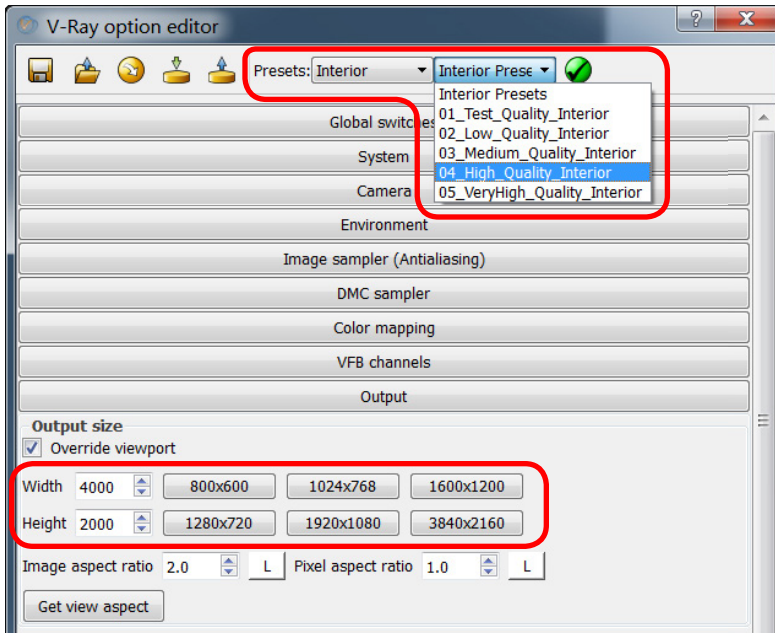 V-Ray option editor
?
X
Presets: Interior Interior Prese
Interior Presets
01_Test_Quality_Interior
02_Low_Quality_Interior
03_Medium_Quality_Interior
04_High_Quality_Interior
05_VeryHigh_Quality_Interior
Global switches
System
Camera
Environment
Image sampler (Antialiasing)
DMC sampler
Color mapping
VFB channels
Output
Output size
Override viewport
Width 4000 800x600 1024x768 1600x1200
Height 2000 1280x720 1920x1080 3840x2160
Image aspect ratio 2.0 L Pixel aspect ratio 1.0 L
Get view aspect